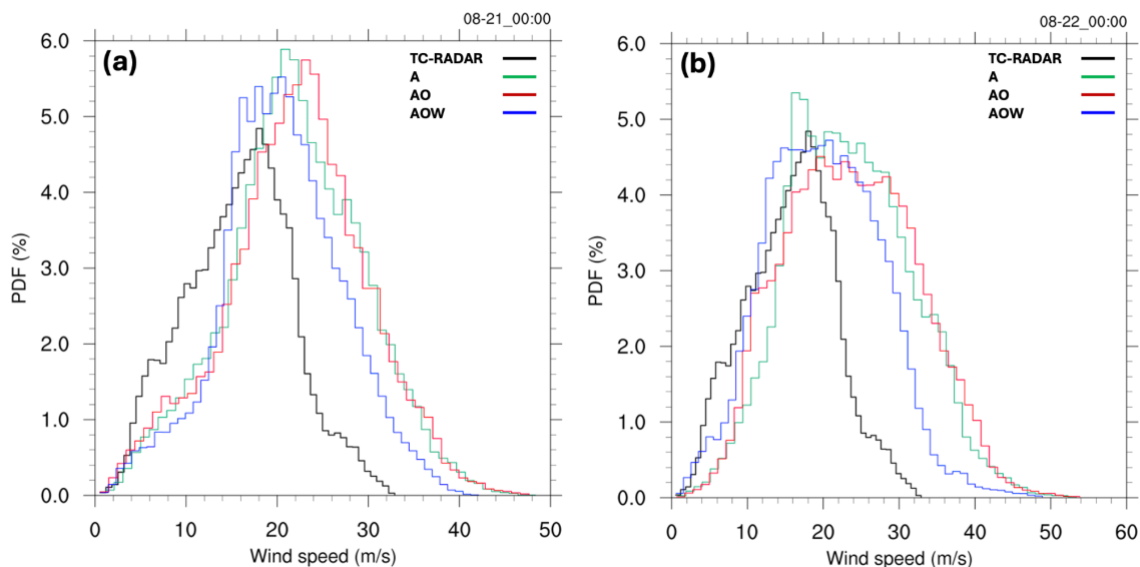 08-21_00:00
(a)
TC-RADAR
A
AO
AOW
6.0
5.0
4.0
3.0
2.0
1.0
0.0
PDF (%)
0 10 20 30 40 50
Wind speed (m/s)
08-22_00:00
(b)
TC-RADAR
A
AO
AOW
6.0
5.0
4.0
3.0
2.0
1.0
0.0
PDF (%)
0 10 20 30 40 50 60
Wind speed (m/s)